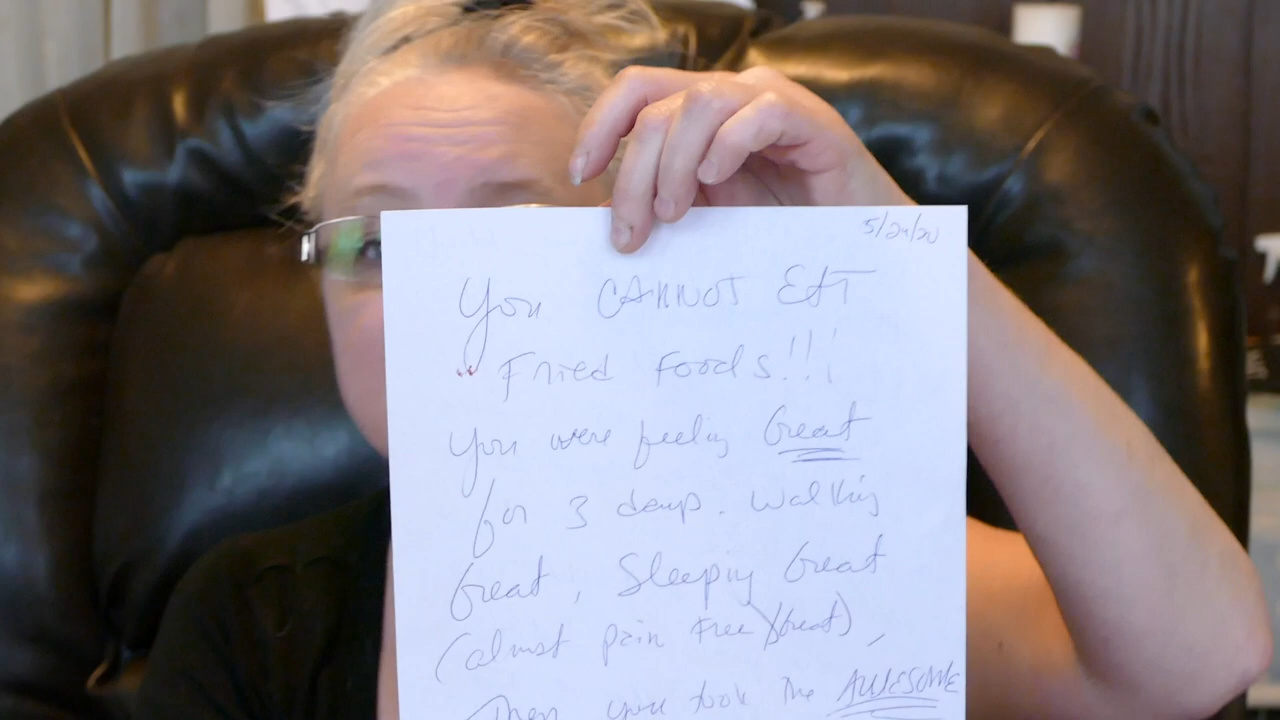 5/24/20
You CANNOT EAT
" Fried Foods!!!
you were feeling Great
for 3 days. Walking
Great, Sleeping Great
(almost pain free
Then you took the AWESOME